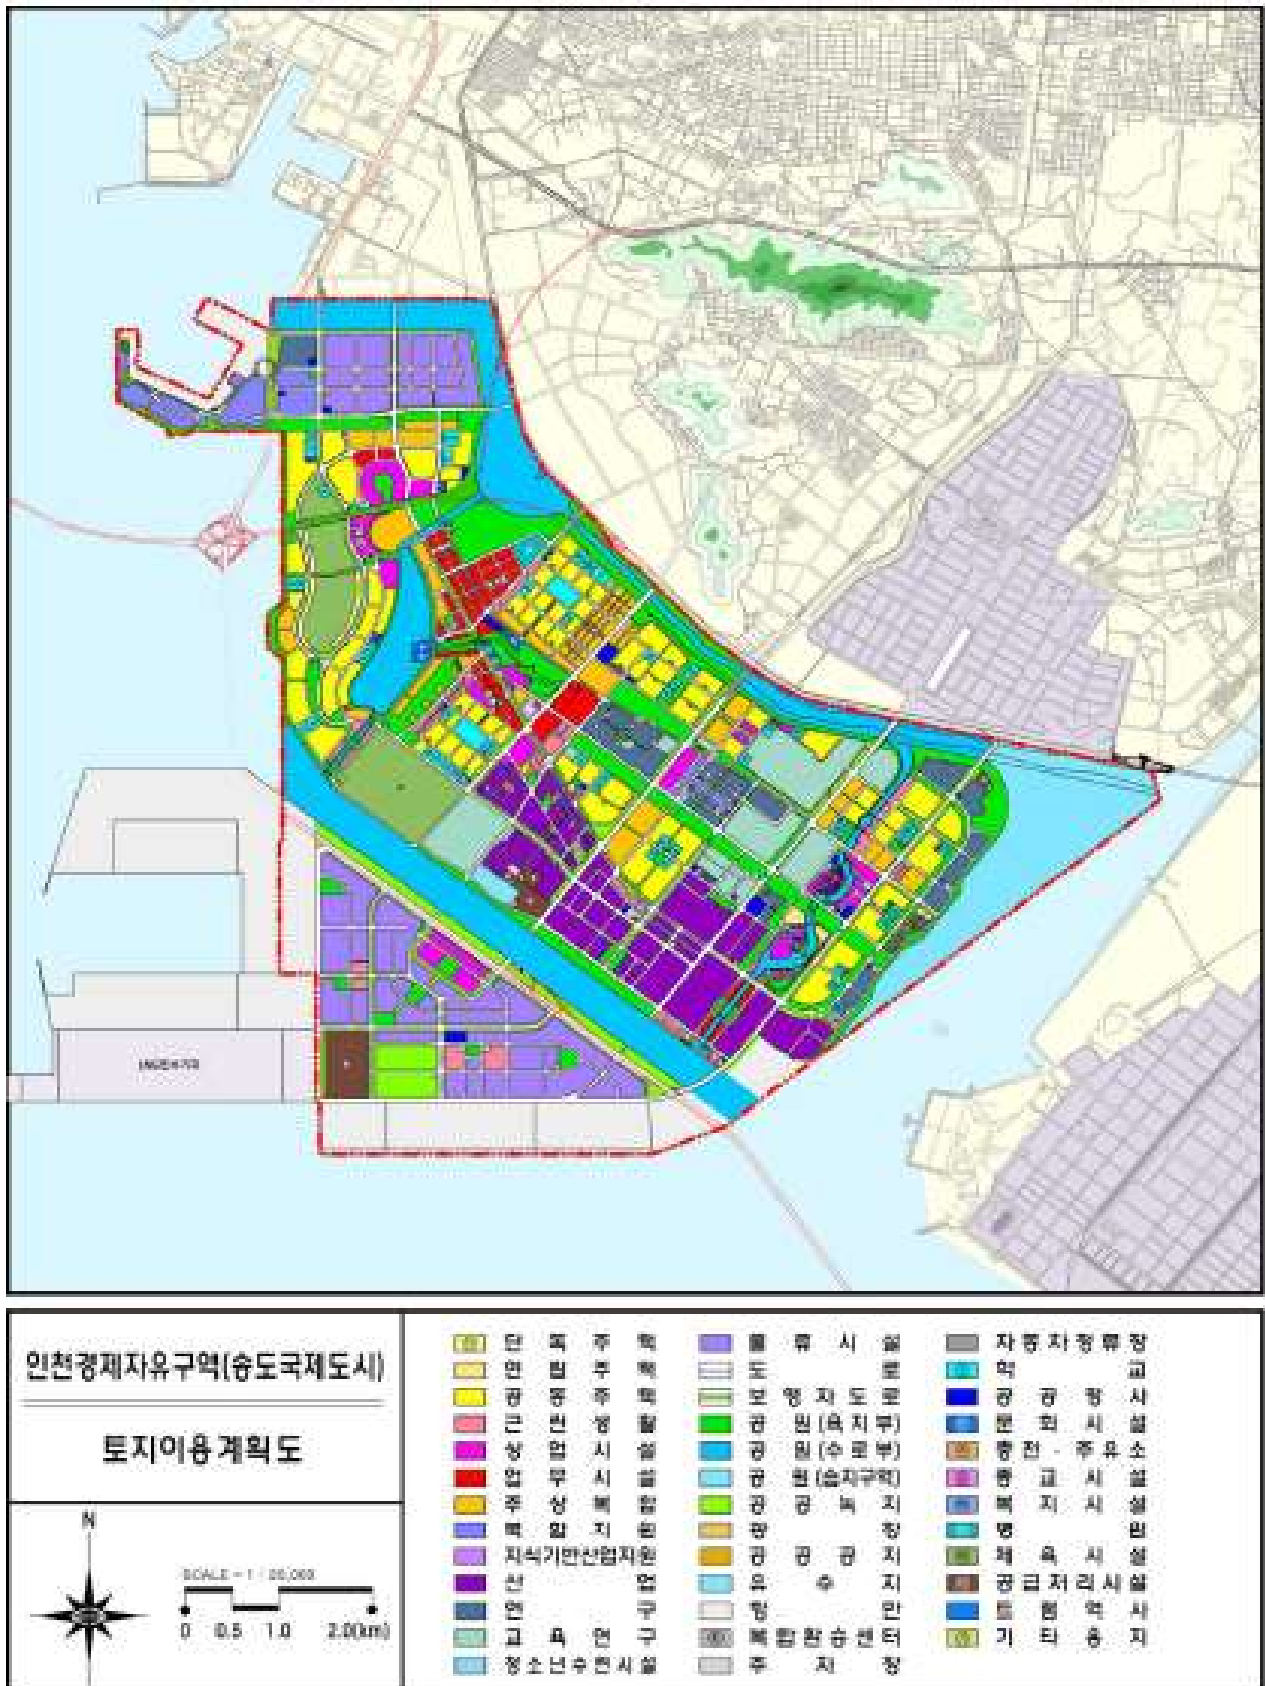 인천경제자유구역(송도국제도시)
토지이용계획도
N
SCALE = 1 : 20,000
0 0.5 1.0 2.0(km)
단독주택
연립주택
공동주택
근린생활
상업시설
업무시설
주상복합
복합지원
지식기반산업지원
산업
연구
교육연구
청소년수련시설
물류시설
도로
보행자도로
공원(육지부)
공원(수로부)
공원(습지구역)
공공녹지
광장
공공공지
유수지
항만
복합환승센터
주차장
자동차정류장
학교
공공청사
문화시설
충전·주유소
종교시설
복지시설
병원
체육시설
공급처리시설
트램역사
기타용지